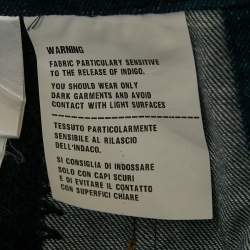 WARNING
FABRIC PARTICULARY SENSITIVE
TO THE RELEASE OF INDIGO.
YOU SHOULD WEAR ONLY
DARK GARMENTS AND AVOID
CONTACT WITH LIGHT SURFACES
TESSUTO PARTICOLARMENTE
SENSIBILE AL RILASCIO
DELL'INDACO.
SI CONSIGLIA DI INDOSSARE
SOLO CON CAPI SCURI
E DI EVITARE IL CONTATTO
CON SUPERFICI CHIARE